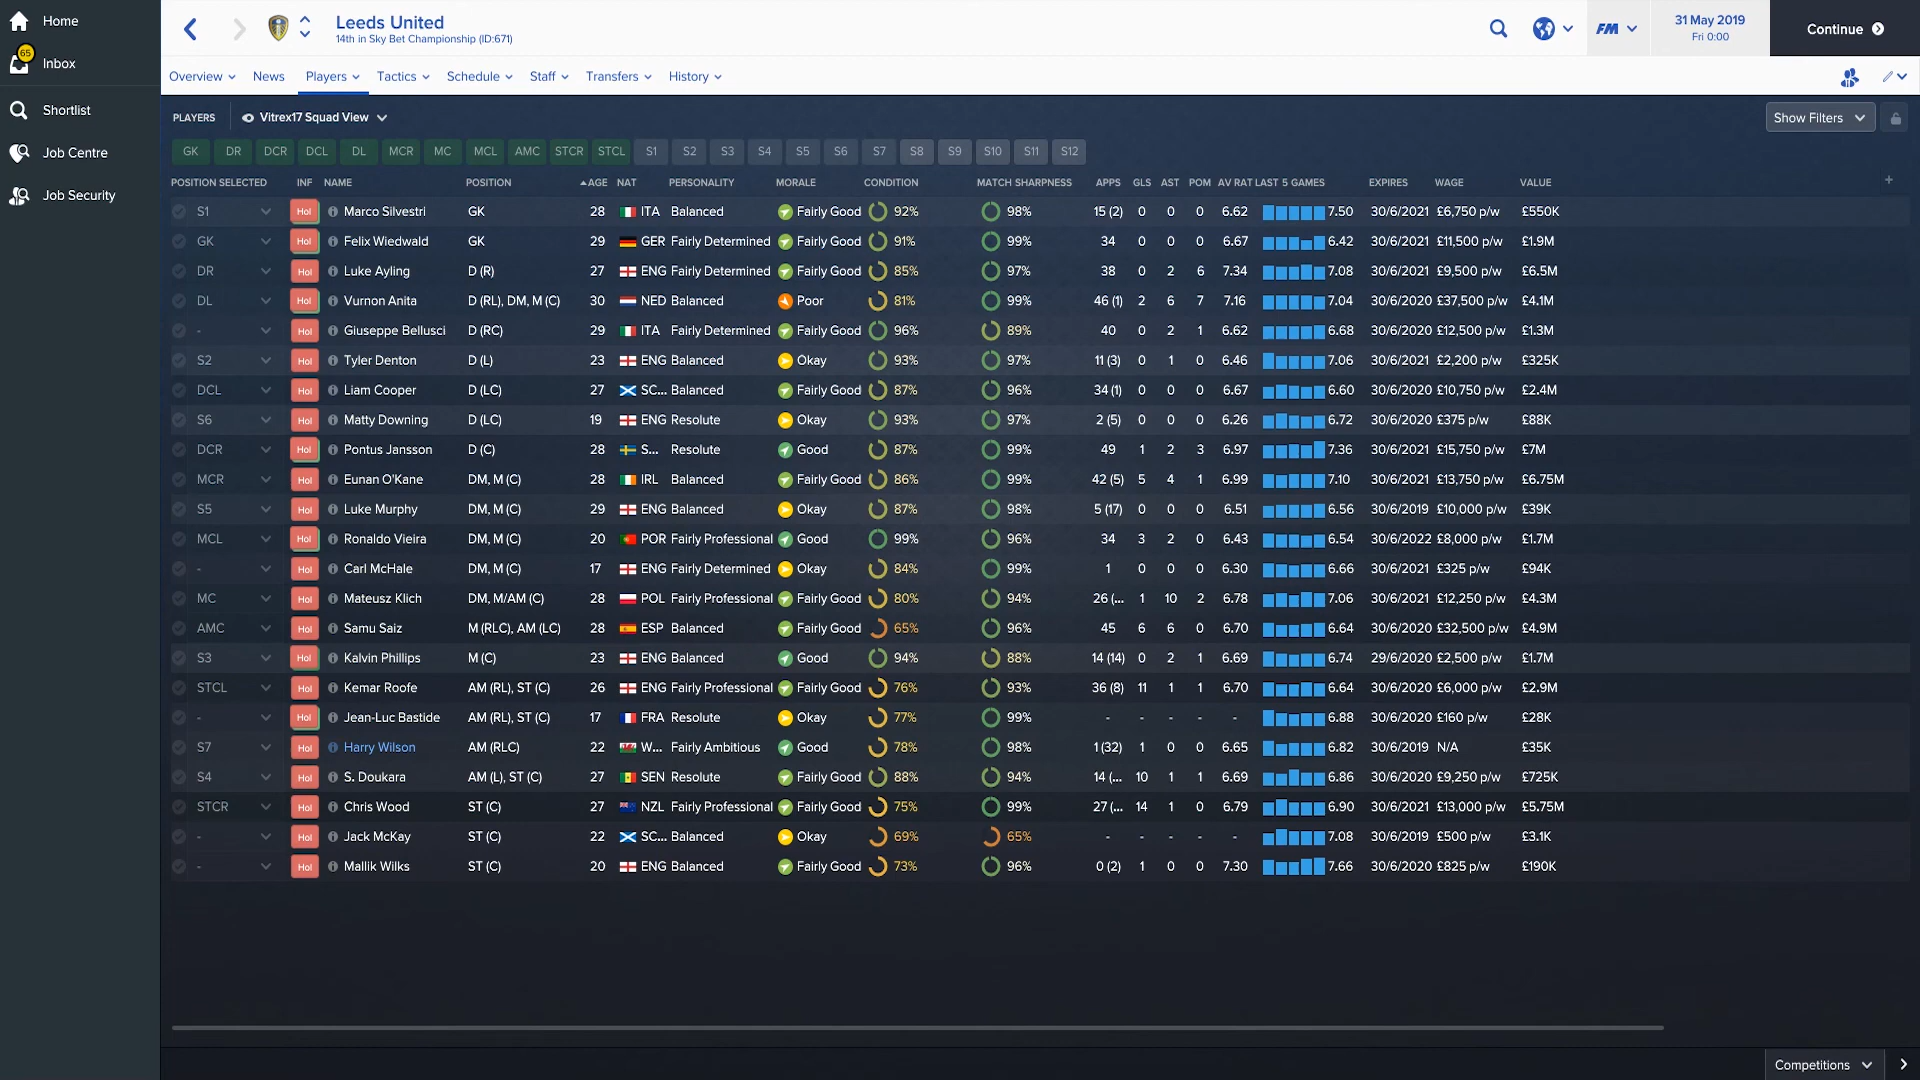 Home
65
Inbox
Shortlist
Job Centre
Job Security
Leeds United
14th in Sky Bet Championship (ID:671)
FM
31 May 2019
Fri 0:00
Continue
Overview News Players Tactics Schedule Staff Transfers History
PLAYERS Vitrex17 Squad View Show Filters
GK DR DCR DCL DL MCR MC MCL AMC STCR STCL S1 S2 S3 S4 S5 S6 S7 S8 S9 S10 S11 S12
POSITION SELECTED INF NAME POSITION AGE NAT PERSONALITY MORALE CONDITION MATCH SHARPNESS APPS GLS AST POM AV RAT LAST 5 GAMES EXPIRES WAGE VALUE +
S1 Hol Marco Silvestri GK 28 ITA Balanced Fairly Good 92% 98% 15 (2) 0 0 0 6.62 7.50 30/6/2021 £6,750 p/w £550K
GK Hol Felix Wiedwald GK 29 GER Fairly Determined Fairly Good 91% 99% 34 0 0 0 6.67 6.42 30/6/2021 £11,500 p/w £1.9M
DR Hol Luke Ayling D (R) 27 ENG Fairly Determined Fairly Good 85% 97% 38 0 2 6 7.34 7.08 30/6/2021 £9,500 p/w £6.5M
DL Hol Vurnon Anita D (RL), DM, M (C) 30 NED Balanced Poor 81% 99% 46 (1) 2 6 7 7.16 7.04 30/6/2020 £37,500 p/w £4.1M
- Hol Giuseppe Bellusci D (RC) 29 ITA Fairly Determined Fairly Good 96% 89% 40 0 2 1 6.62 6.68 30/6/2020 £12,500 p/w £1.3M
S2 Hol Tyler Denton D (L) 23 ENG Balanced Okay 93% 97% 11 (3) 0 1 0 6.46 7.06 30/6/2021 £2,200 p/w £325K
DCL Hol Liam Cooper D (LC) 27 SC... Balanced Fairly Good 87% 96% 34 (1) 0 0 0 6.67 6.60 30/6/2020 £10,750 p/w £2.4M
S6 Hol Matty Downing D (LC) 19 ENG Resolute Okay 93% 97% 2 (5) 0 0 0 6.26 6.72 30/6/2020 £375 p/w £88K
DCR Hol Pontus Jansson D (C) 28 S... Resolute Good 87% 99% 49 1 2 3 6.97 7.36 30/6/2021 £15,750 p/w £7M
MCR Hol Eunan O'Kane DM, M (C) 28 IRL Balanced Fairly Good 86% 99% 42 (5) 5 4 1 6.99 7.10 30/6/2021 £13,750 p/w £6.75M
S5 Hol Luke Murphy DM, M (C) 29 ENG Balanced Okay 87% 98% 5 (17) 0 0 0 6.51 6.56 30/6/2019 £10,000 p/w £39K
MCL Hol Ronaldo Vieira DM, M (C) 20 POR Fairly Professional Good 99% 96% 34 3 2 0 6.43 6.54 30/6/2022 £8,000 p/w £1.7M
- Hol Carl McHale DM, M (C) 17 ENG Fairly Determined Okay 84% 99% 1 0 0 0 6.30 6.66 30/6/2021 £325 p/w £94K
MC Hol Mateusz Klich DM, M/AM (C) 28 POL Fairly Professional Fairly Good 80% 94% 26 (... 1 10 2 6.78 7.06 30/6/2021 £12,250 p/w £4.3M
AMC Hol Samu Saiz M (RLC), AM (LC) 28 ESP Balanced Fairly Good 65% 96% 45 6 6 0 6.70 6.64 30/6/2020 £32,500 p/w £4.9M
S3 Hol Kalvin Phillips M (C) 23 ENG Balanced Good 94% 88% 14 (14) 0 2 1 6.69 6.74 29/6/2020 £2,500 p/w £1.7M
STCL Hol Kemar Roofe AM (RL), ST (C) 26 ENG Fairly Professional Fairly Good 76% 93% 36 (8) 11 1 1 6.70 6.64 30/6/2020 £6,000 p/w £2.9M
- Hol Jean-Luc Bastide AM (RL), ST (C) 17 FRA Resolute Okay 77% 99% - - - - - 6.88 30/6/2020 £160 p/w £28K
S7 Hol Harry Wilson AM (RLC) 22 W... Fairly Ambitious Good 78% 98% 1 (32) 1 0 0 6.65 6.82 30/6/2019 N/A £35K
S4 Hol S. Doukara AM (L), ST (C) 27 SEN Resolute Fairly Good 88% 94% 14 (... 10 1 1 6.69 6.86 30/6/2020 £9,250 p/w £725K
STCR Hol Chris Wood ST (C) 27 NZL Fairly Professional Fairly Good 75% 99% 27 (... 14 1 0 6.79 6.90 30/6/2021 £13,000 p/w £5.75M
- Hol Jack McKay ST (C) 22 SC... Balanced Okay 69% 65% - - - - - 7.08 30/6/2019 £500 p/w £3.1K
- Hol Mallik Wilks ST (C) 20 ENG Balanced Fairly Good 73% 96% 0 (2) 1 0 0 7.30 7.66 30/6/2020 £825 p/w £190K
Competitions